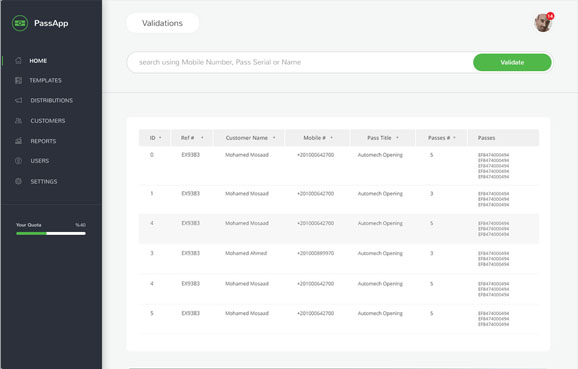 PassApp
Validations
14
search using Mobile Number, Pass Serial or Name
Validate
HOME
TEMPLATES
DISTRIBUTIONS
CUSTOMERS
REPORTS
USERS
SETTINGS
Your Quota %40
ID Ref # Customer Name Mobile # Pass Title Passes # Passes
0 EX9383 Mohamed Mosaad +201000642700 Automech Opening 5 EF8474000494
EF8474000494
EF8474000494
EF8474000494
EF8474000494
1 EX9383 Mohamed Mosaad +201000642700 Automech Opening 3 EF8474000494
EF8474000494
EF8474000494
4 EX9383 Mohamed Mosaad +201000642700 Automech Opening 5 EF8474000494
EF8474000494
EF8474000494
3 EX9383 Mohamed Ahmed +201000889970 Automech Opening 3 EF8474000494
EF8474000494
EF8474000494
4 EX9383 Mohamed Mosaad +201000642700 Automech Opening 5 EF8474000494
EF8474000494
EF8474000494
5 EX9383 Mohamed Mosaad +201000642700 Automech Opening 5 EF8474000494
EF8474000494
EF8474000494